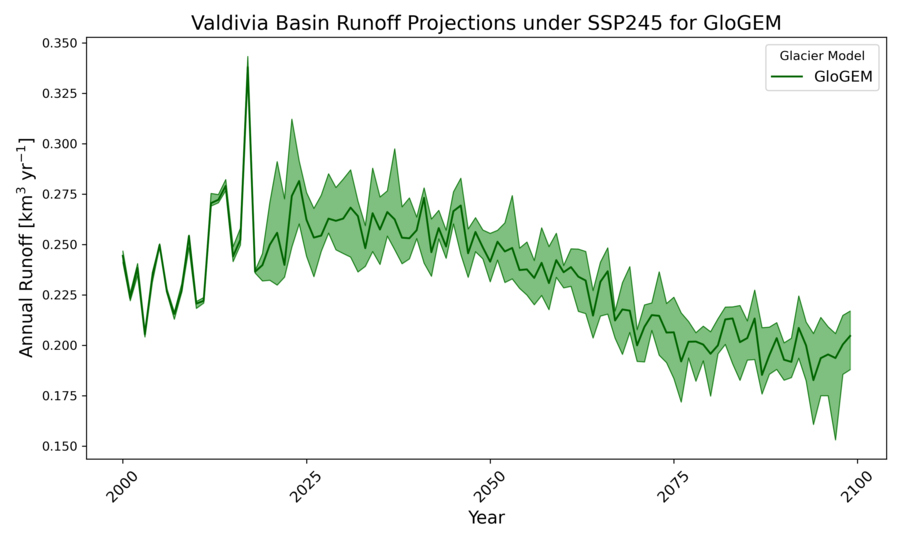 Valdivia Basin Runoff Projections under SSP245 for GloGEM
Glacier Model
GloGEM
Annual Runoff [km³ yr⁻¹]
0.350
0.325
0.300
0.275
0.250
0.225
0.200
0.175
0.150
2000
2025
2050
2075
2100
Year